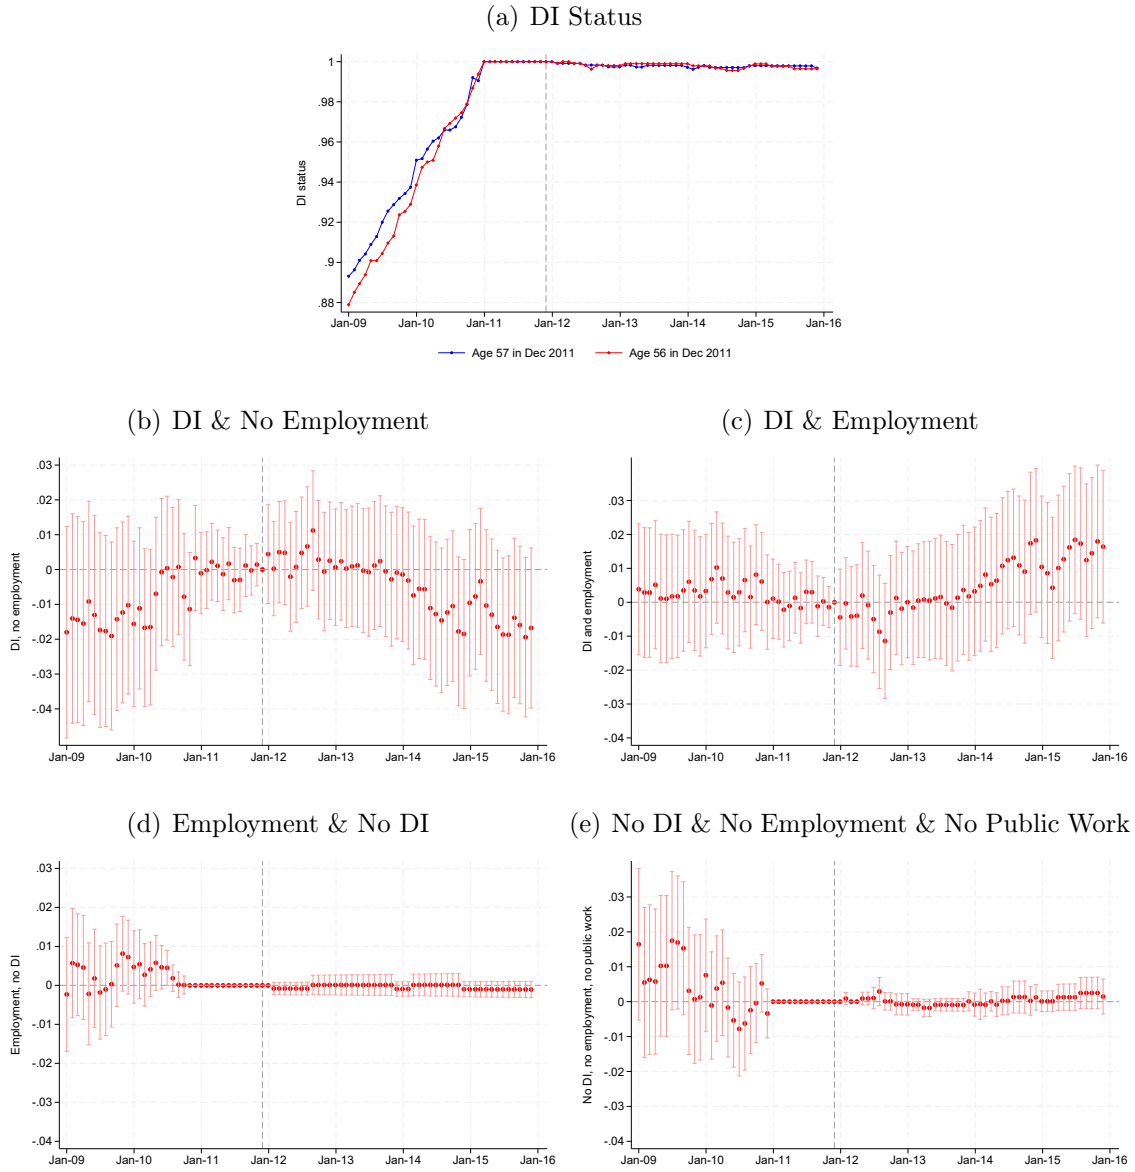 (a) DI Status
DI status
1
.98
.96
.94
.92
.9
.88
Jan-09 Jan-10 Jan-11 Jan-12 Jan-13 Jan-14 Jan-15 Jan-16
Age 57 in Dec 2011 Age 56 in Dec 2011
(b) DI & No Employment
DI, no employment
.03
.02
.01
0
-.01
-.02
-.03
-.04
Jan-09 Jan-10 Jan-11 Jan-12 Jan-13 Jan-14 Jan-15 Jan-16
(c) DI & Employment
DI and employment
.03
.02
.01
0
-.01
-.02
-.03
-.04
Jan-09 Jan-10 Jan-11 Jan-12 Jan-13 Jan-14 Jan-15 Jan-16
(d) Employment & No DI
Employment, no DI
.03
.02
.01
0
-.01
-.02
-.03
-.04
Jan-09 Jan-10 Jan-11 Jan-12 Jan-13 Jan-14 Jan-15 Jan-16
(e) No DI & No Employment & No Public Work
No DI, no employment, no public work
.03
.02
.01
0
-.01
-.02
-.03
-.04
Jan-09 Jan-10 Jan-11 Jan-12 Jan-13 Jan-14 Jan-15 Jan-16